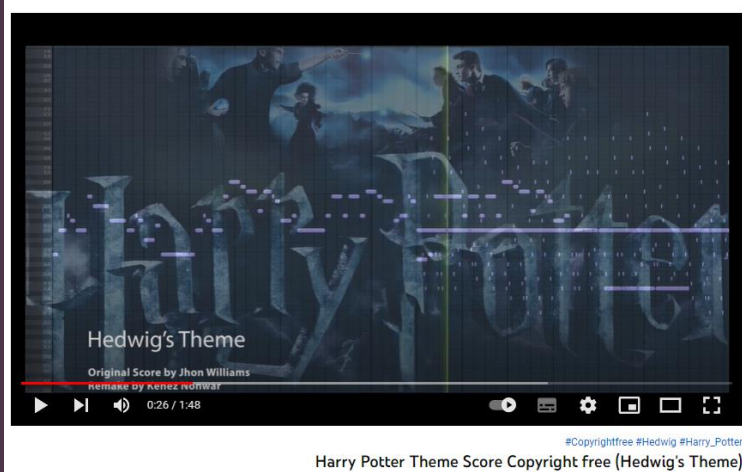 Harry Potter
Hedwig's Theme
Original Score by Jhon Williams
Remake by Kenez Nonwar
0:26 / 1:48
#Copyrightfree #Hedwig #Harry_Potter
Harry Potter Theme Score Copyright free (Hedwig's Theme)